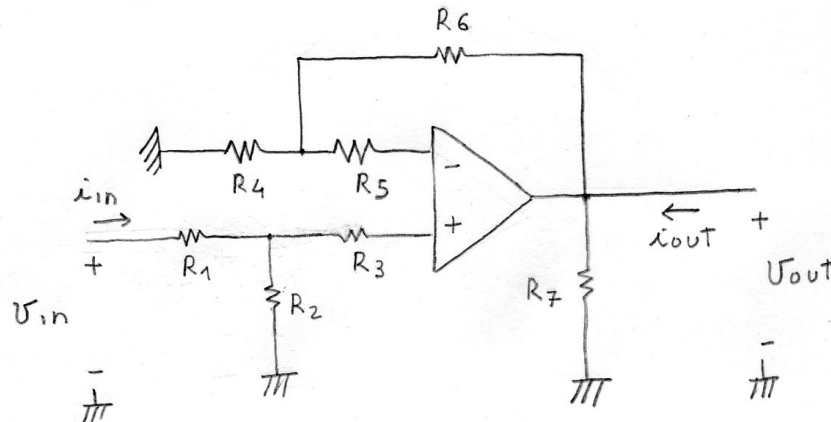 R6
R4
R5
-
iin
+
R1
R3
+
R2
iout
+
R7
vin
vout
-
-